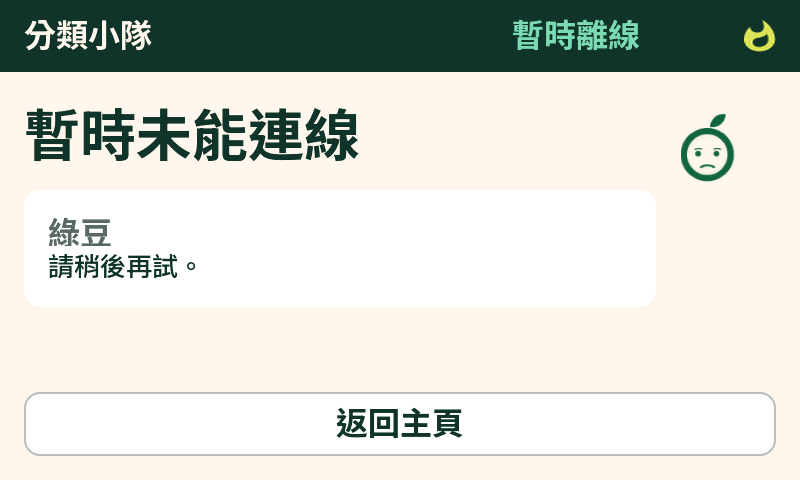 分類小隊
暫時離線
暫時未能連線
綠豆
請稍後再試。
返回主頁